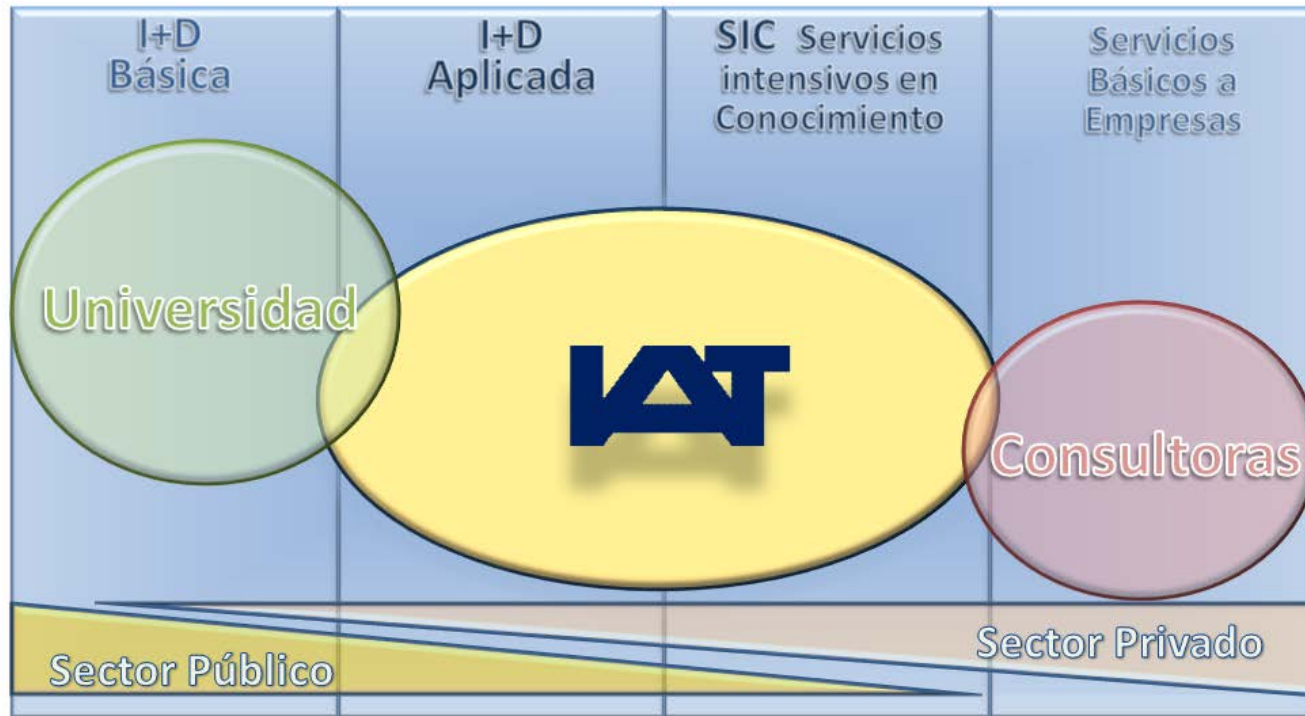 I+D
Básica
I+D
Aplicada
SIC Servicios
intensivos en
Conocimiento
Servicios
Básicos a
Empresas
Universidad
IAT
Consultoras
Sector Privado
Sector Público